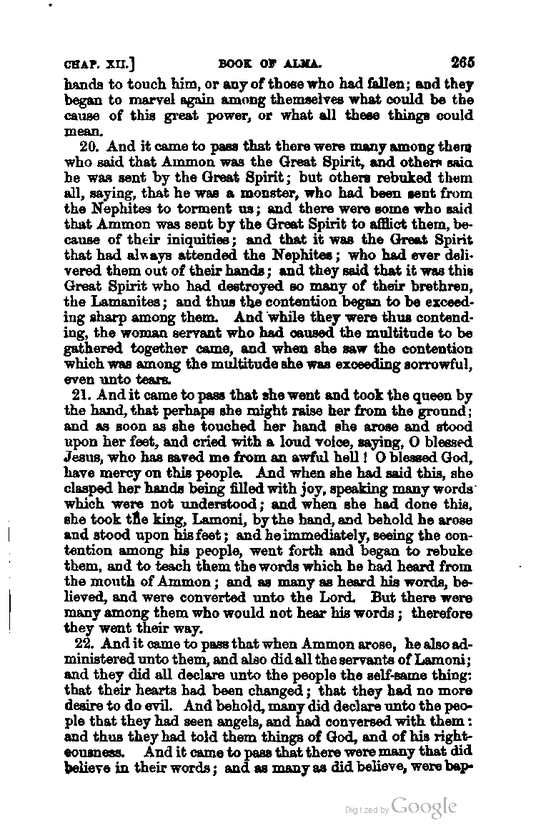 CHAP. XII.] BOOK OF ALMA. 265
hands to touch him, or any of those who had fallen; and they
began to marvel again among themselves what could be the
cause of this great power, or what all these things could
mean.
20. And it came to pass that there were many among them
who said that Ammon was the Great Spirit, and others said
he was sent by the Great Spirit; but others rebuked them
all, saying, that he was a monster, who had been sent from
the Nephites to torment us; and there were some who said
that Ammon was sent by the Great Spirit to afflict them, be-
cause of their iniquities; and that it was the Great Spirit
that had always attended the Nephites; who had ever deli-
vered them out of their hands; and they said that it was this
Great Spirit who had destroyed so many of their brethren,
the Lamanites; and thus the contention began to be exceed-
ing sharp among them. And while they were thus contend-
ing, the woman servant who had caused the multitude to be
gathered together came, and when she saw the contention
which was among the multitude she was exceeding sorrowful,
even unto tears.
21. And it came to pass that she went and took the queen by
the hand, that perhaps she might raise her from the ground;
and as soon as she touched her hand she arose and stood
upon her feet, and cried with a loud voice, saying, O blessed
Jesus, who has saved me from an awful hell! O blessed God,
have mercy on this people. And when she had said this, she
clasped her hands being filled with joy, speaking many words
which were not understood; and when she had done this,
she took the king, Lamoni, by the hand, and behold he arose
and stood upon his feet; and he immediately, seeing the con-
tention among his people, went forth and began to rebuke
them, and to teach them the words which he had heard from
the mouth of Ammon; and as many as heard his words, be-
lieved, and were converted unto the Lord. But there were
many among them who would not hear his words; therefore
they went their way.
22. And it came to pass that when Ammon arose, he also ad-
ministered unto them, and also did all the servants of Lamoni;
and they did all declare unto the people the self-same thing:
that their hearts had been changed; that they had no more
desire to do evil. And behold, many did declare unto the peo-
ple that they had seen angels, and had conversed with them:
and thus they had told them things of God, and of his right-
eousness. And it came to pass that there were many that did
believe in their words; and as many as did believe, were bap-
Digitized by Google